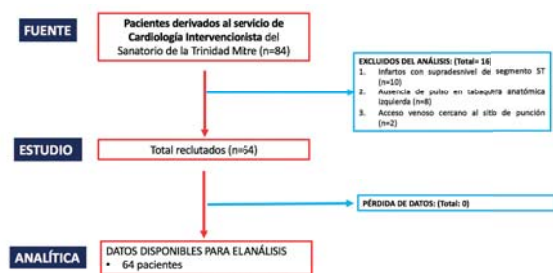 FUENTE
Pacientes derivados al servicio de
Cardiología Intervencionista del
Sanatorio de la Trinidad Mitre (n=84)
EXCLUIDOS DEL ANÁLISIS: (Total= 16)
1. Infartos con supradesnivel de segmento ST
(n=10)
2. Ausencia de pulso en tabaquera anatómica
Izquierda (n=8)
3. Acceso venoso cercano al sitio de punción
(n=2)
ESTUDIO
Total reclutados (n=64)
PÉRDIDA DE DATOS: (Total: 0)
ANALÍTICA
DATOS DISPONIBLES PARA ELANÁLISIS
• 64 pacientes